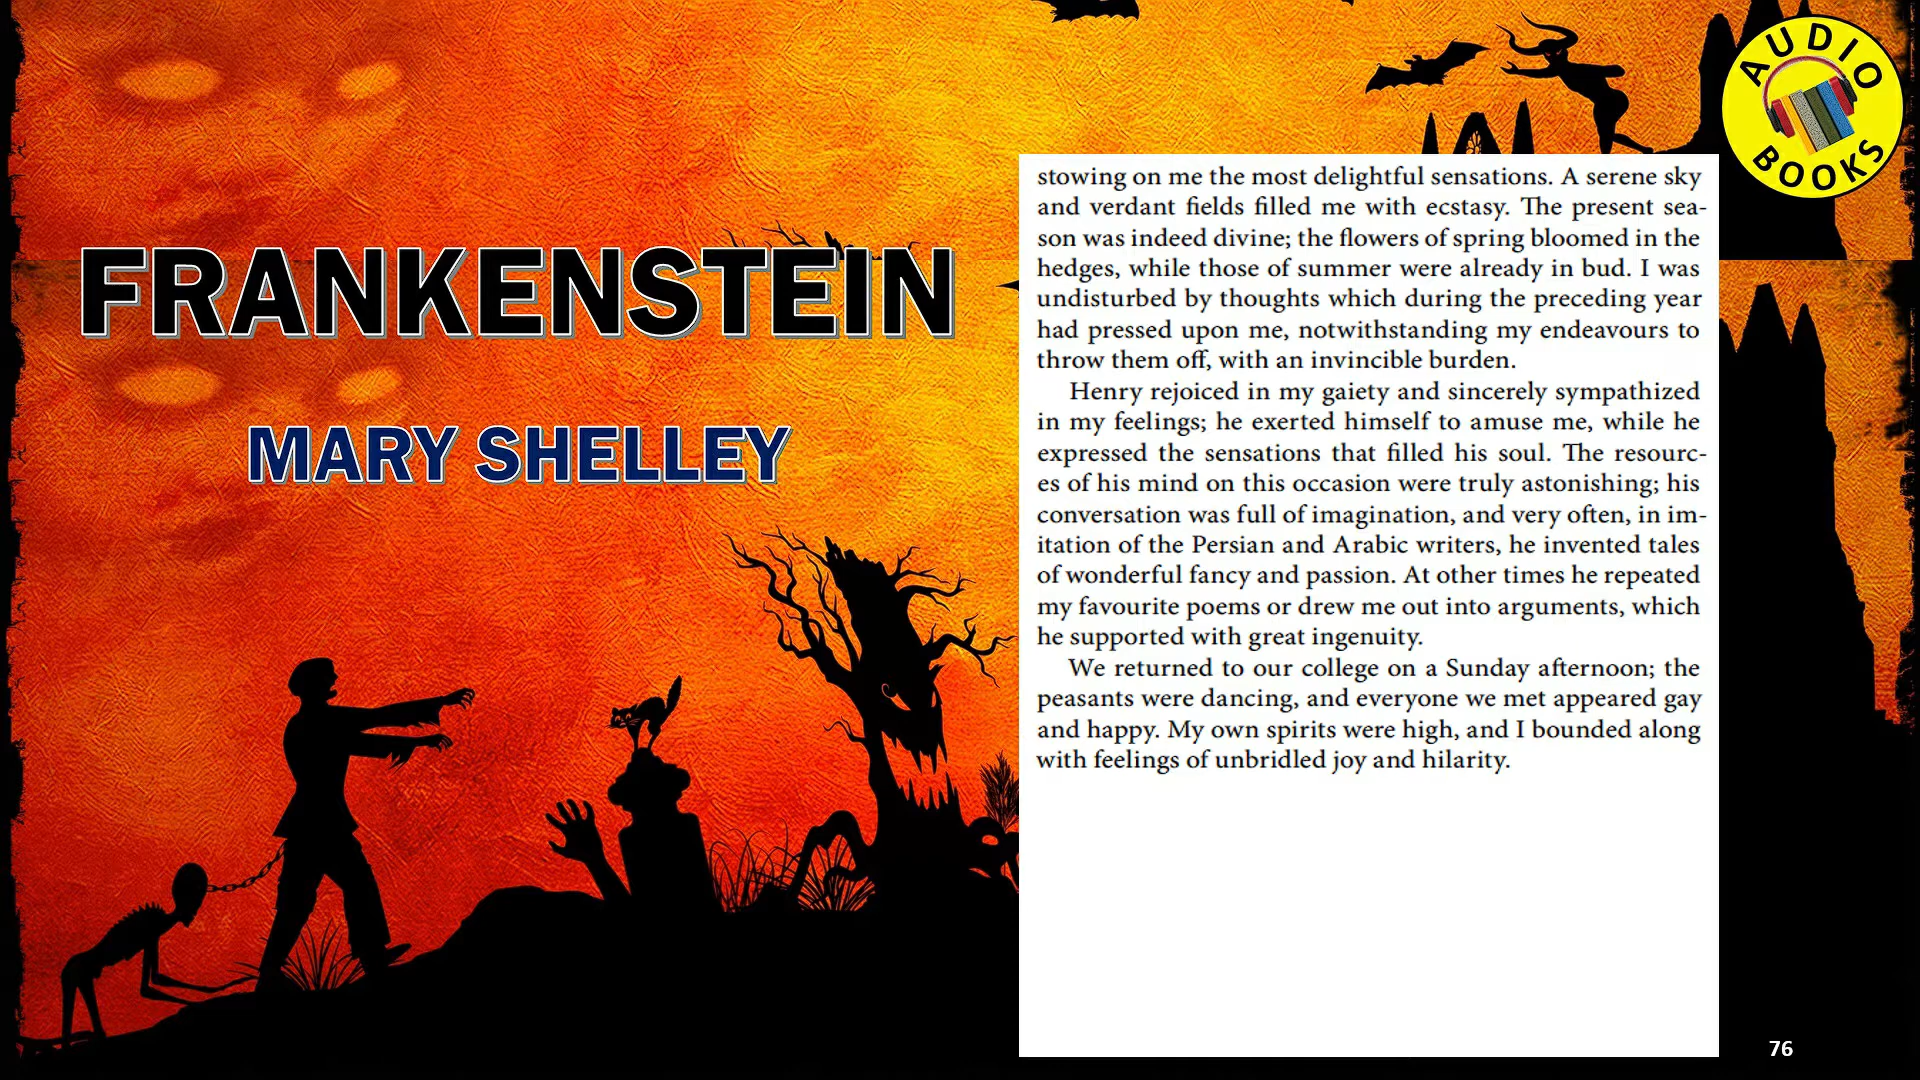 FRANKENSTEIN
MARY SHELLEY
AUDIO
BOOKS
stowing on me the most delightful sensations. A serene sky
and verdant fields filled me with ecstasy. The present sea-
son was indeed divine; the flowers of spring bloomed in the
hedges, while those of summer were already in bud. I was
undisturbed by thoughts which during the preceding year
had pressed upon me, notwithstanding my endeavours to
throw them off, with an invincible burden.
Henry rejoiced in my gaiety and sincerely sympathized
in my feelings; he exerted himself to amuse me, while he
expressed the sensations that filled his soul. The resourc-
es of his mind on this occasion were truly astonishing; his
conversation was full of imagination, and very often, in im-
itation of the Persian and Arabic writers, he invented tales
of wonderful fancy and passion. At other times he repeated
my favourite poems or drew me out into arguments, which
he supported with great ingenuity.
We returned to our college on a Sunday afternoon; the
peasants were dancing, and everyone we met appeared gay
and happy. My own spirits were high, and I bounded along
with feelings of unbridled joy and hilarity.
76